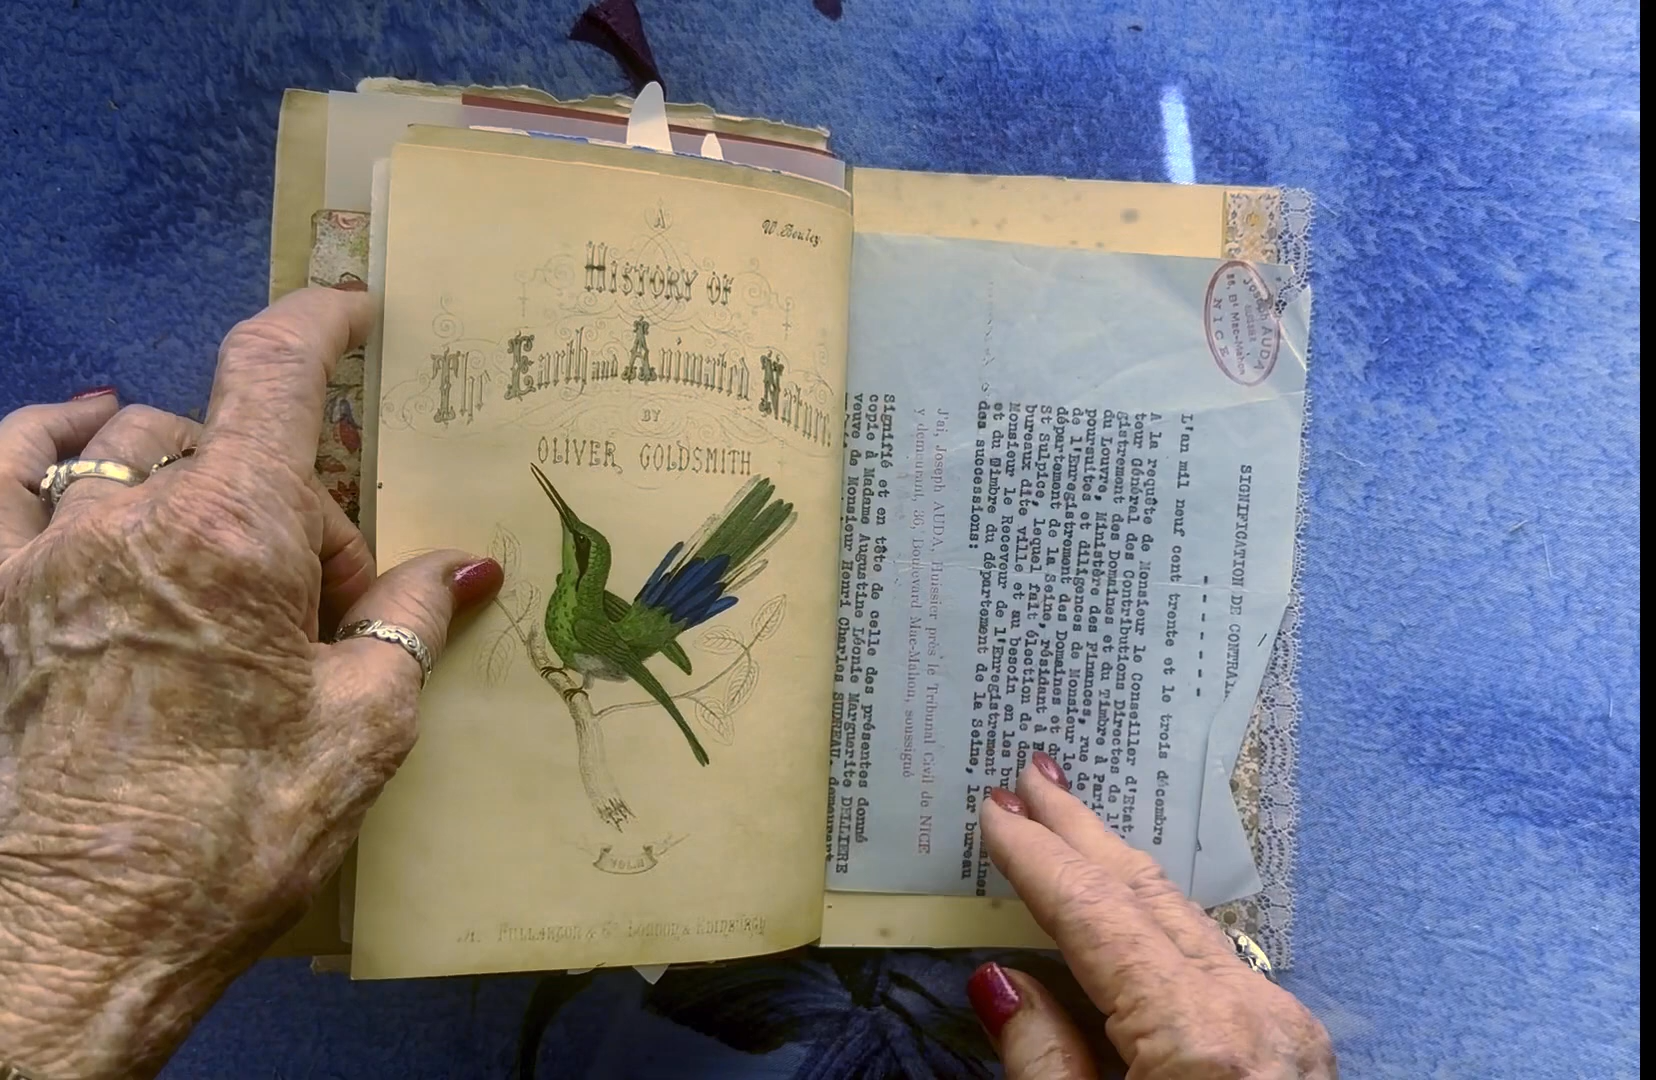 A
HISTORY OF
The Earth and Animated Nature.
BY
OLIVER GOLDSMITH
VOL. II
A. FULLARTON & Co. LONDON & EDINBURGH
JOSEPH AUDA
36, Bd Mac-Mahon
NICE
SIGNIFICATION DE CONTRAI
L'an mil neuf cent trente et le trois décembre
A la requête de Monsieur le Conseiller d'Etat,
teur Général des Contributions Directes de l'
gistrement des Domaines et du Timbre à Pari
du Louvre, Ministère des Finances, rue de
poursuites et diligences de Monsieur le
de l'Enregistrement des Domaines et du
département de la Seine, résidant à
St Sulpice, lequel fait élection de dom
bureaux dite ville et au besoin en les bu
Monsieur le Receveur de l'Enregistrement
et du Timbre du département de la Seine, 1er bureau
des successions:
J'ai, Joseph AUDA, Huissier près le Tribunal Civil de NICE
y demeurant, 36, Boulevard Mac-Mahon, soussigné
Signifié et en tête de celle des présentes donné
copie à Madame Augustine Léonie Marguerite DELLIERE
veuve de Monsieur Henri Charles SUDREAU, demeurant